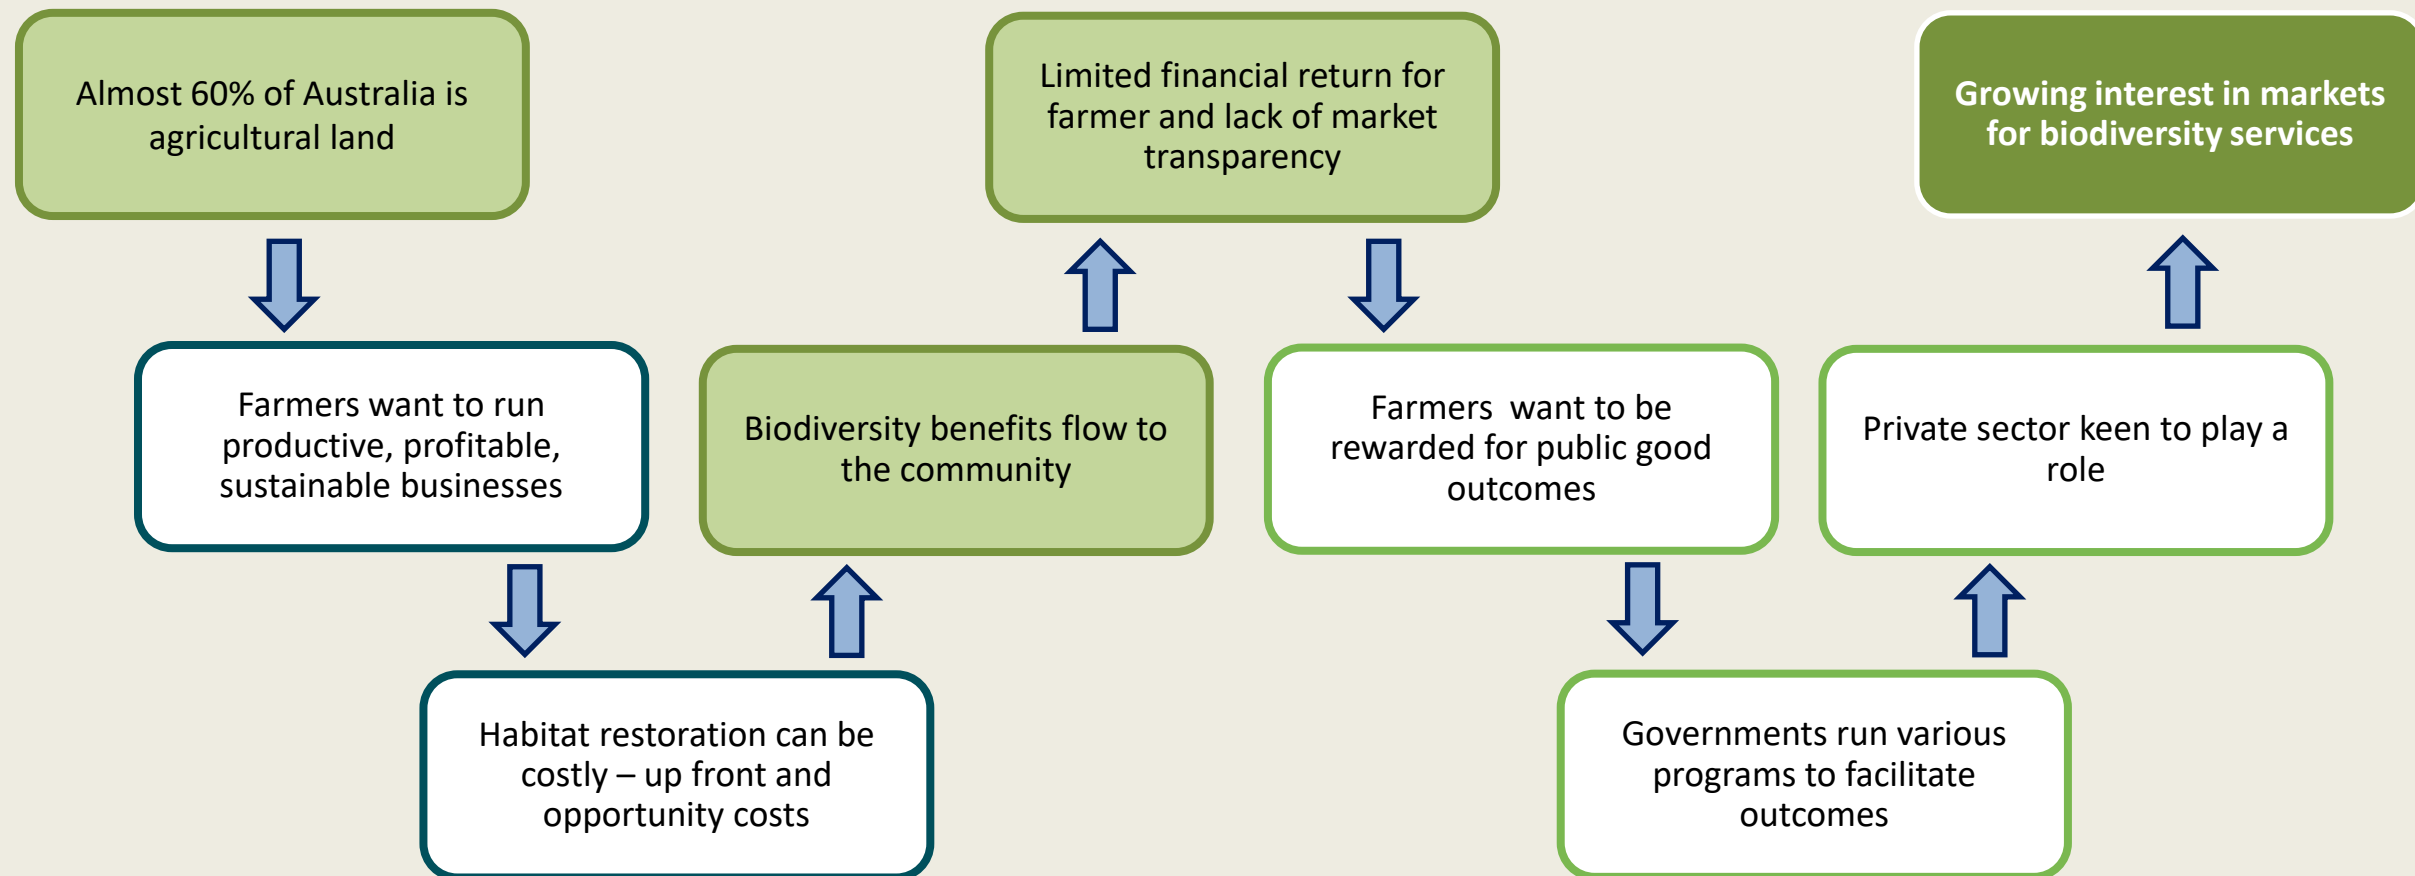 Almost 60% of Australia is
agricultural land
Farmers want to run
productive, profitable,
sustainable businesses
Habitat restoration can be
costly – up front and
opportunity costs
Biodiversity benefits flow to
the community
Limited financial return for
farmer and lack of market
transparency
Farmers  want to be
rewarded for public good
outcomes
Governments run various
programs to facilitate
outcomes
Private sector keen to play a
role
Growing interest in markets
for biodiversity services